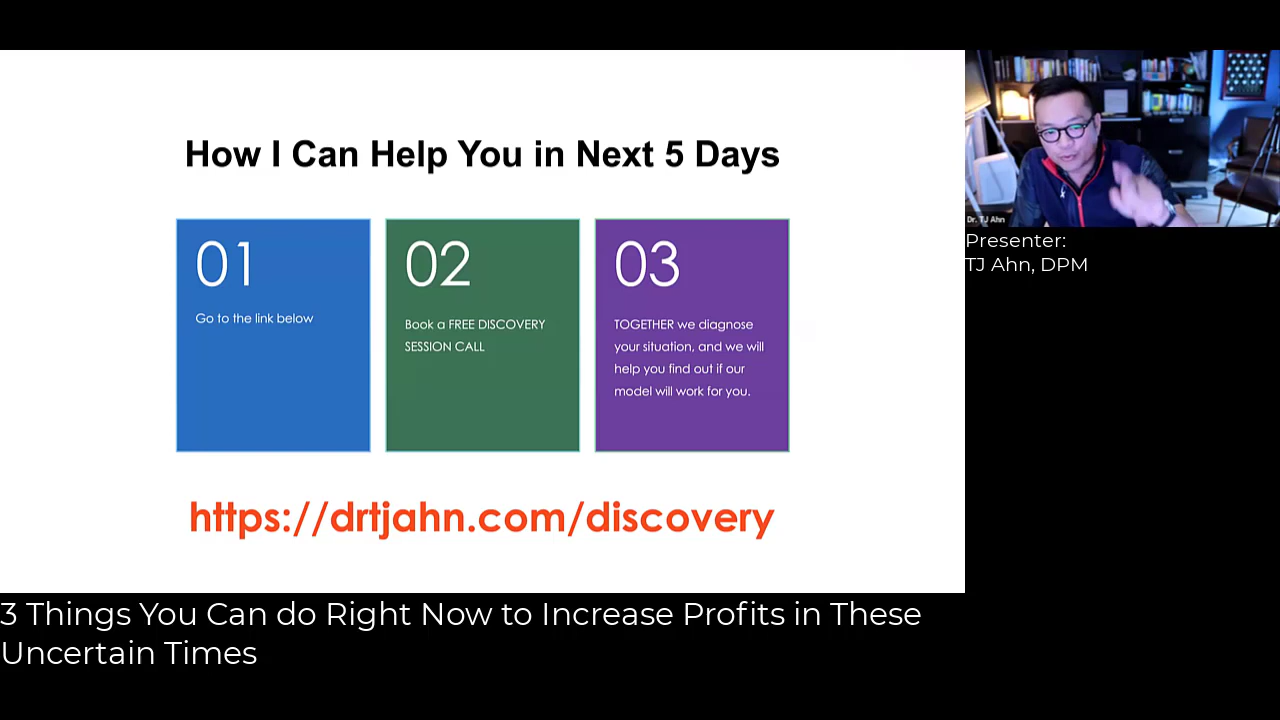 How I Can Help You in Next 5 Days
01
Go to the link below
02
Book a FREE DISCOVERY
SESSION CALL
03
TOGETHER we diagnose
your situation, and we will
help you find out if our
model will work for you.
https://drtjahn.com/discovery
Dr. TJ Ahn
Presenter:
TJ Ahn, DPM
3 Things You Can do Right Now to Increase Profits in These
Uncertain Times